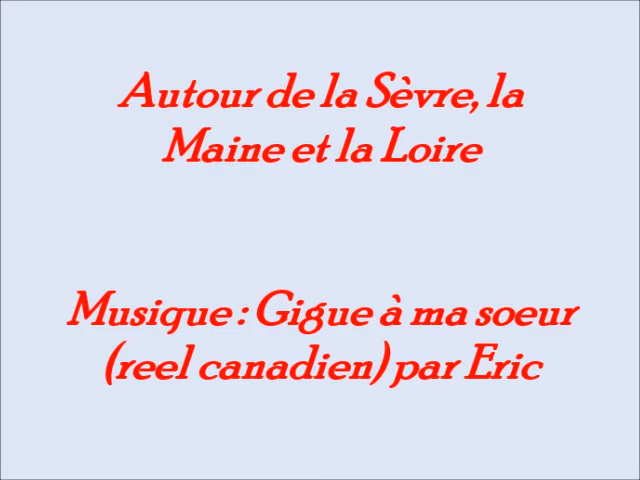 Autour de la Sèvre, la
Maine et la Loire
Musique : Gigue à ma soeur
(reel canadien) par Eric